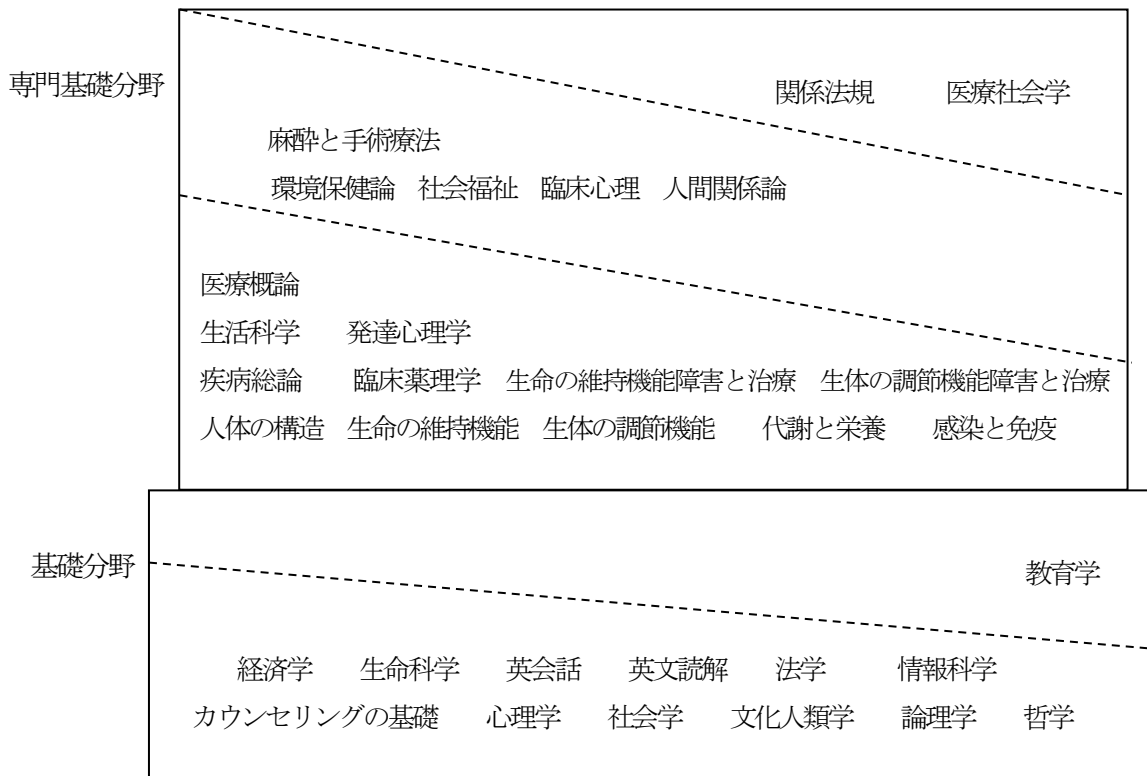 専門基礎分野
関係法規 医療社会学
麻酔と手術療法
環境保健論 社会福祉 臨床心理 人間関係論
医療概論
生活科学 発達心理学
疾病総論 臨床薬理学 生命の維持機能障害と治療 生体の調節機能障害と治療
人体の構造 生命の維持機能 生体の調節機能 代謝と栄養 感染と免疫
基礎分野
教育学
経済学 生命科学 英会話 英文読解 法学 情報科学
カウンセリングの基礎 心理学 社会学 文化人類学 論理学 哲学